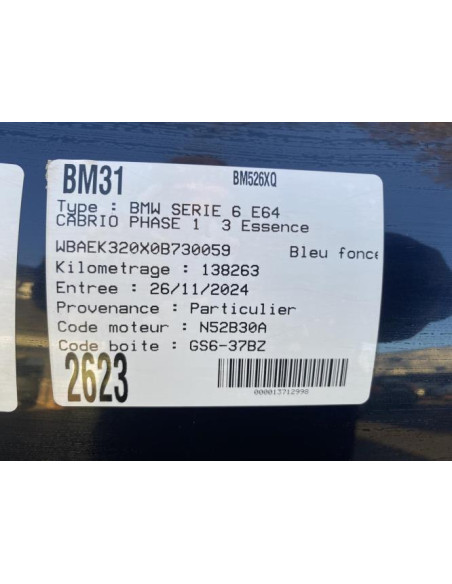 BM31 BM526XQ
Type : BMW SERIE 6 E64
CABRIO PHASE 1 3 Essence
WBAEK320X0B730059 Bleu fonce
Kilometrage : 138263
Entree : 26/11/2024
Provenance : Particulier
Code moteur : N52B30A
Code boite : GS6-37BZ
2623
000013712998